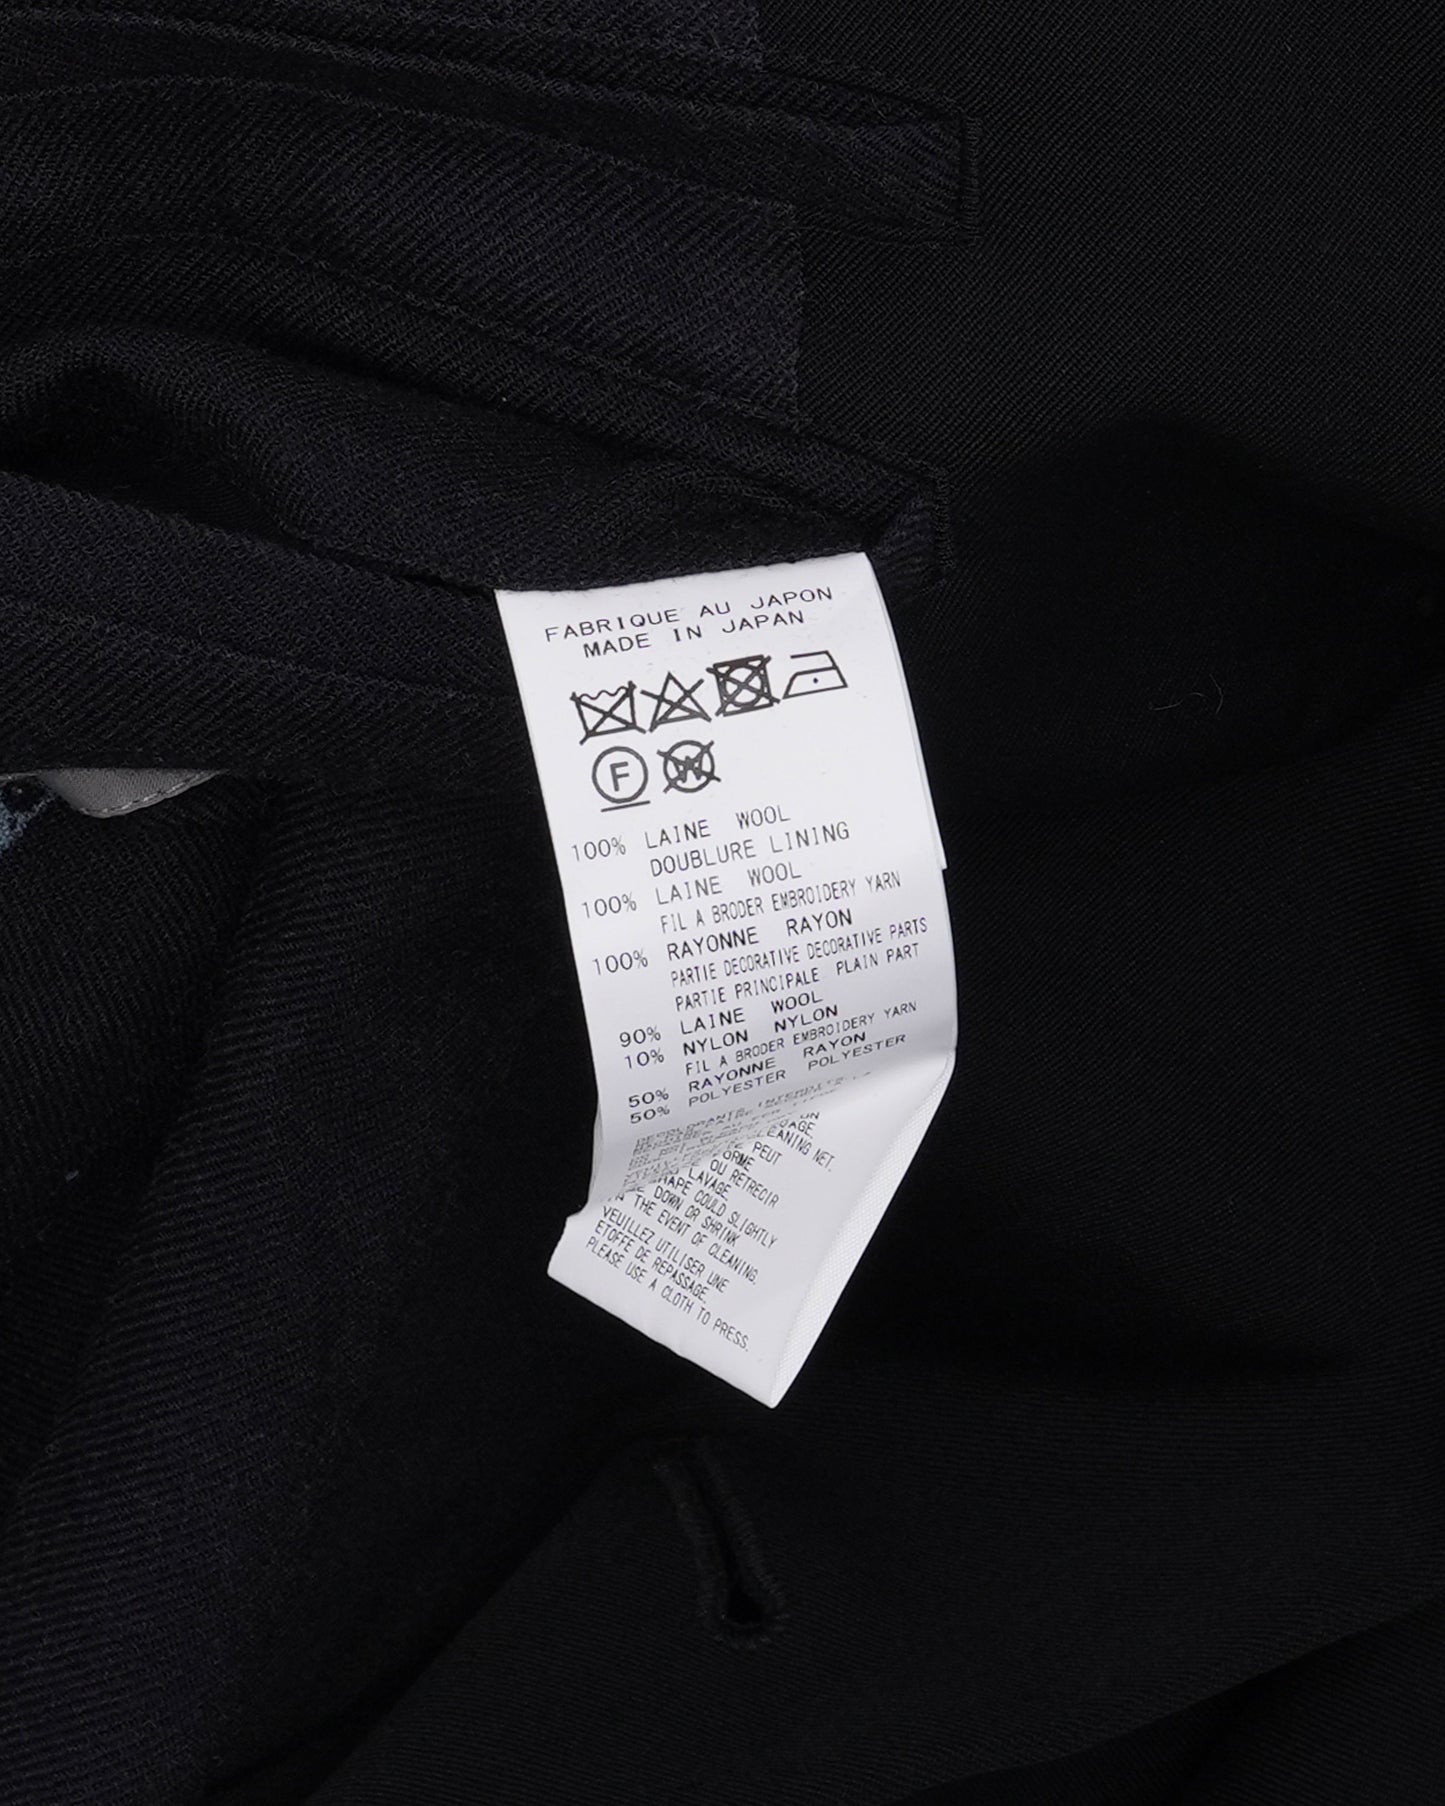 FABRIQUE AU JAPON
MADE IN JAPAN
F
W
100% LAINE WOOL
DOUBLURE LINING
100% LAINE WOOL
FIL A BRODER EMBROIDERY YARN
100% RAYONNE RAYON
PARTIE DECORATIVE DECORATIVE PARTS
PARTIE PRINCIPALE PLAIN PART
90% LAINE WOOL
10% NYLON NYLON
FIL A BRODER EMBROIDERY YARN
50% RAYONNE RAYON
50% POLYESTER POLYESTER
CLEANING NET.
PEUT
OU RETRECIR
LAVAGE.
COULD SLIGHTLY
DOWN OR SHRINK
THE EVENT OF CLEANING.
VEUILLEZ UTILISER UNE
ETOFFE DE REPASSAGE.
PLEASE USE A CLOTH TO PRESS.